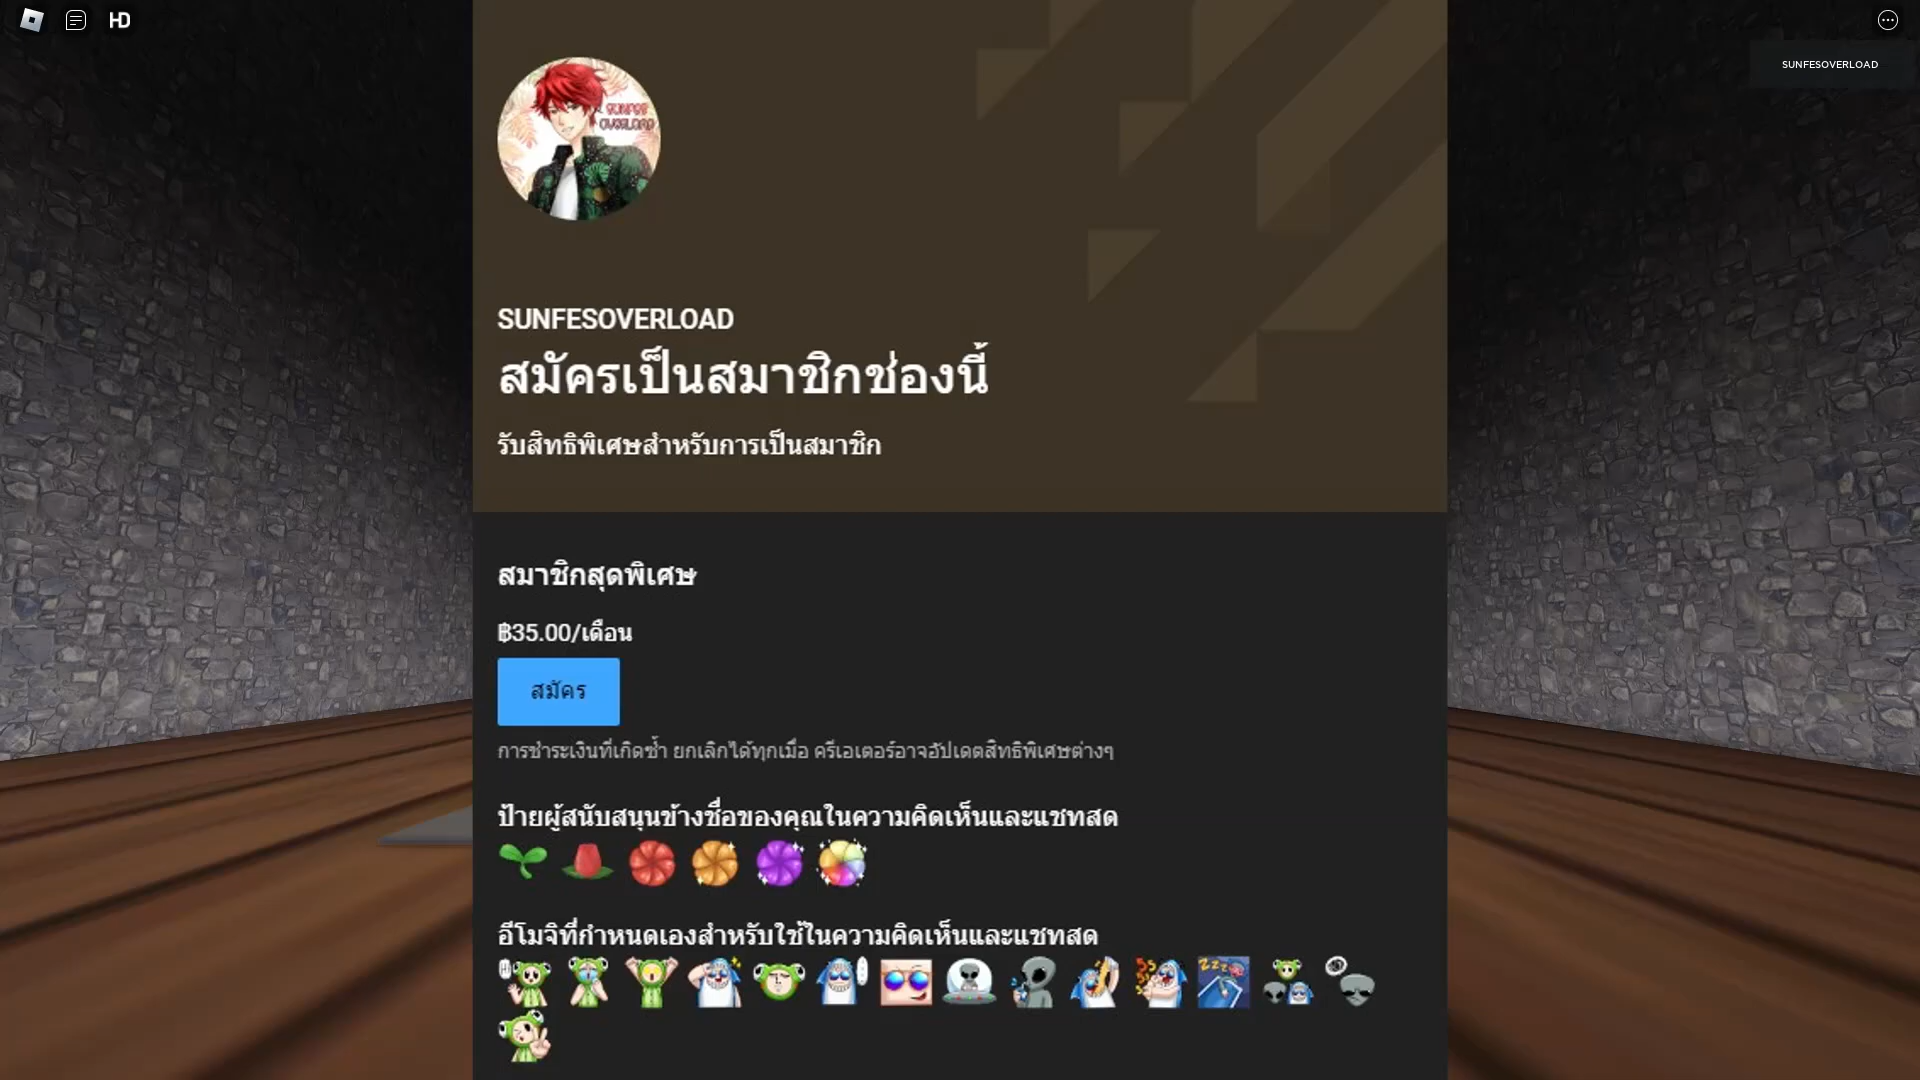 HD
SUNFESOVERLOAD
SUNFES
OVERLOAD
SUNFESOVERLOAD
สมัครเป็นสมาชิกช่องนี้
รับสิทธิพิเศษสำหรับการเป็นสมาชิก
สมาชิกสุดพิเศษ
฿35.00/เดือน
สมัคร
การชำระเงินที่เกิดซ้ำ ยกเลิกได้ทุกเมื่อ ครีเอเตอร์อาจอัปเดตสิทธิพิเศษต่างๆ
ป้ายผู้สนับสนุนข้างชื่อของคุณในความคิดเห็นและแชทสด
อีโมจิที่กำหนดเองสำหรับใช้ในความคิดเห็นและแชทสด